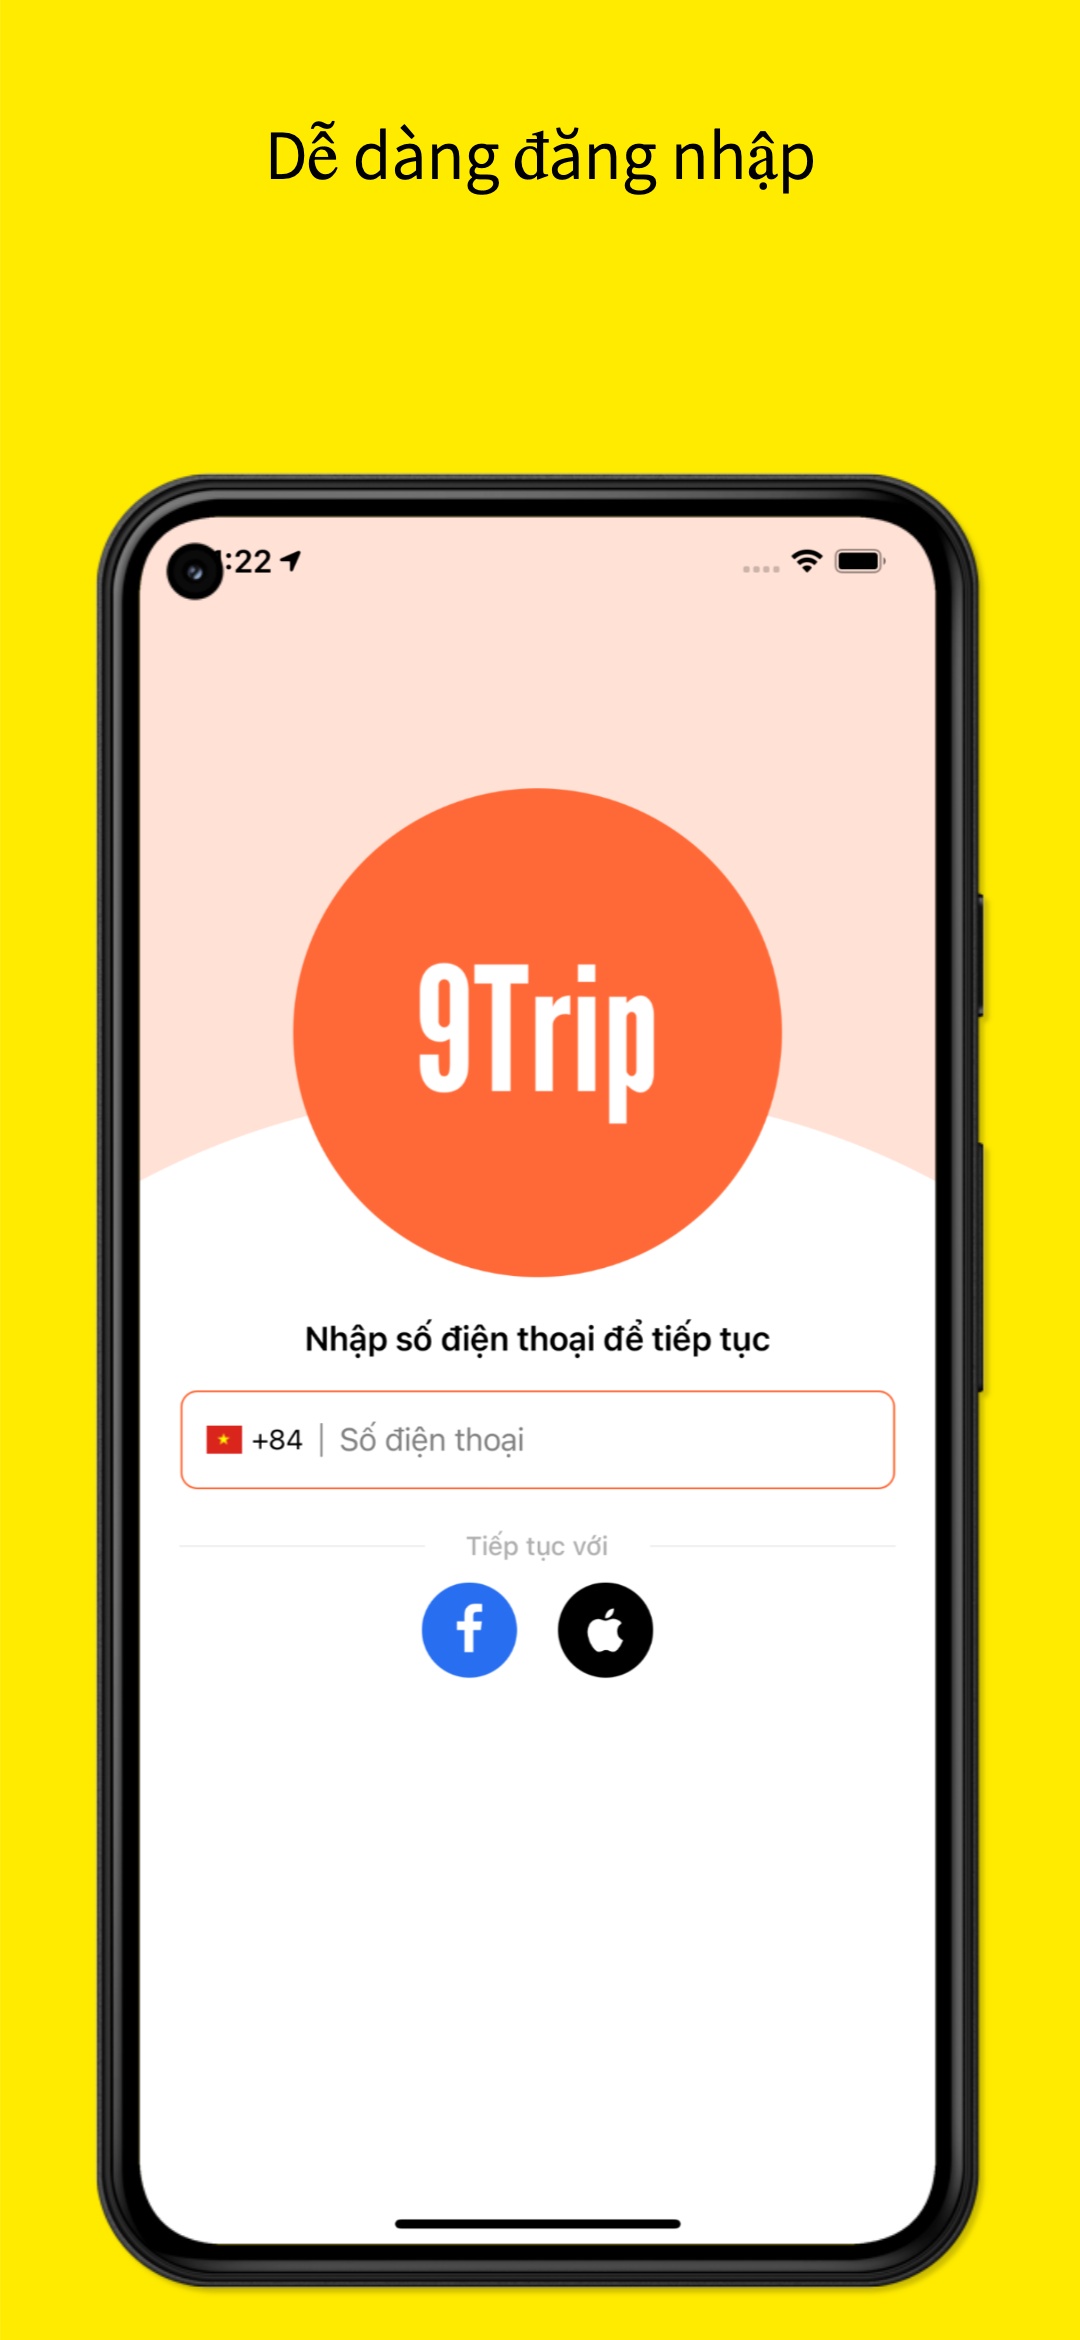 Dễ dàng đăng nhập
:22
9Trip
Nhập số điện thoại để tiếp tục
+84 | Số điện thoại
Tiếp tục với